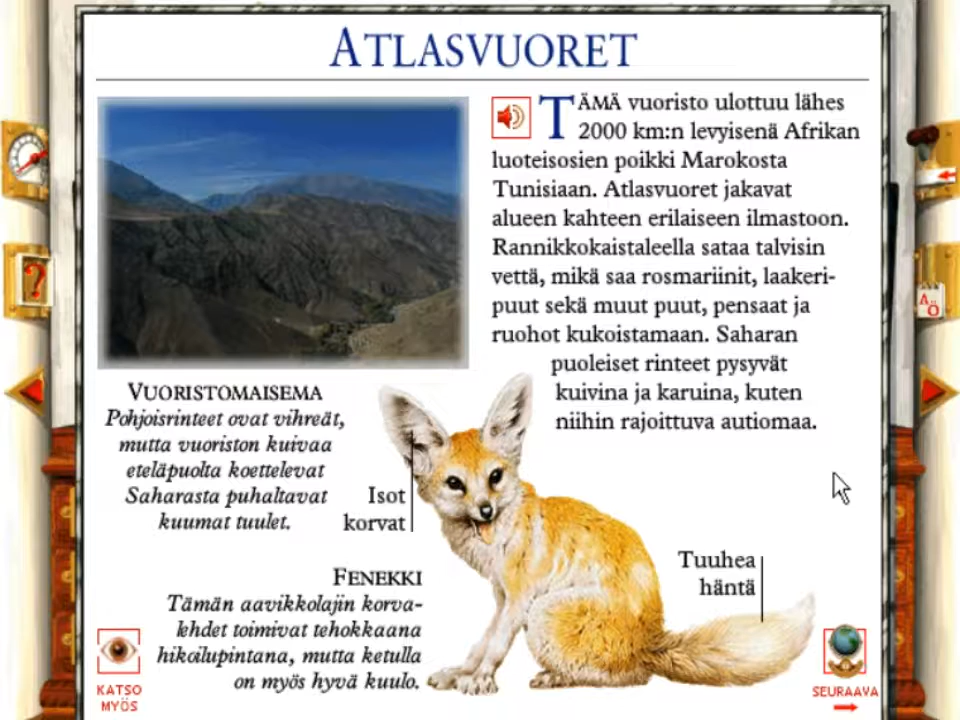 ATLASVUORET
TÄMÄ vuoristo ulottuu lähes
2000 km:n levyisenä Afrikan
luoteisosien poikki Marokosta
Tunisiaan. Atlasvuoret jakavat
alueen kahteen erilaiseen ilmastoon.
Rannikkokaistaleella sataa talvisin
vettä, mikä saa rosmariinit, laakeri-
puut sekä muut puut, pensaat ja
ruohot kukoistamaan. Saharan
puoleiset rinteet pysyvät
kuivina ja karuina, kuten
niihin rajoittuva autiomaa.
VUORISTOMAISEMA
Pohjoisrinteet ovat vihreät,
mutta vuoriston kuivaa
eteläpuolta koettelevat
Saharasta puhaltavat
kuumat tuulet.
Isot
korvat
FENEKKI
Tämän aavikkolajin korva-
lehdet toimivat tehokkaana
hikoilupintana, mutta ketulla
on myös hyvä kuulo.
Tuuhea
häntä
KATSO
MYÖS
SEURAAVA
?
A
Ö